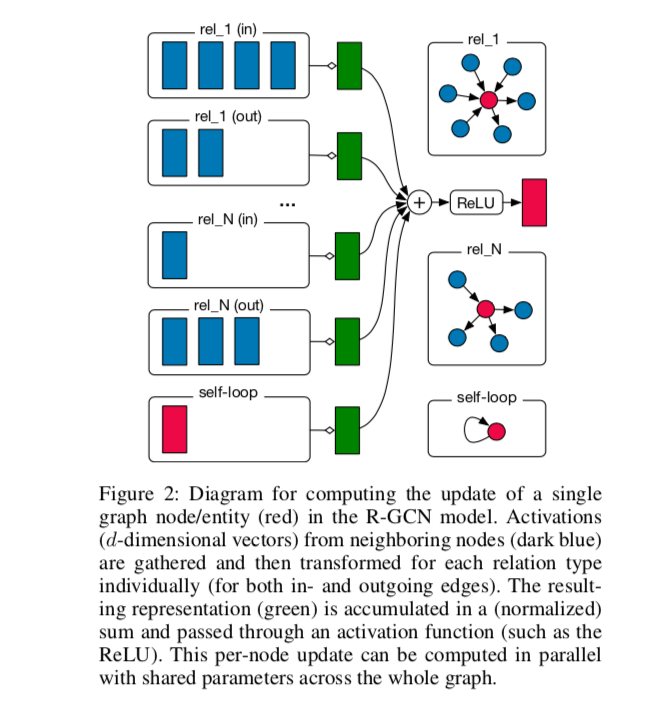 rel_1 (in)
rel_1 (out)
...
rel_N (in)
rel_N (out)
self-loop
+
ReLU
rel_1
rel_N
self-loop
Figure 2: Diagram for computing the update of a single
graph node/entity (red) in the R-GCN model. Activations
(d-dimensional vectors) from neighboring nodes (dark blue)
are gathered and then transformed for each relation type
individually (for both in- and outgoing edges). The result-
ing representation (green) is accumulated in a (normalized)
sum and passed through an activation function (such as the
ReLU). This per-node update can be computed in parallel
with shared parameters across the whole graph.